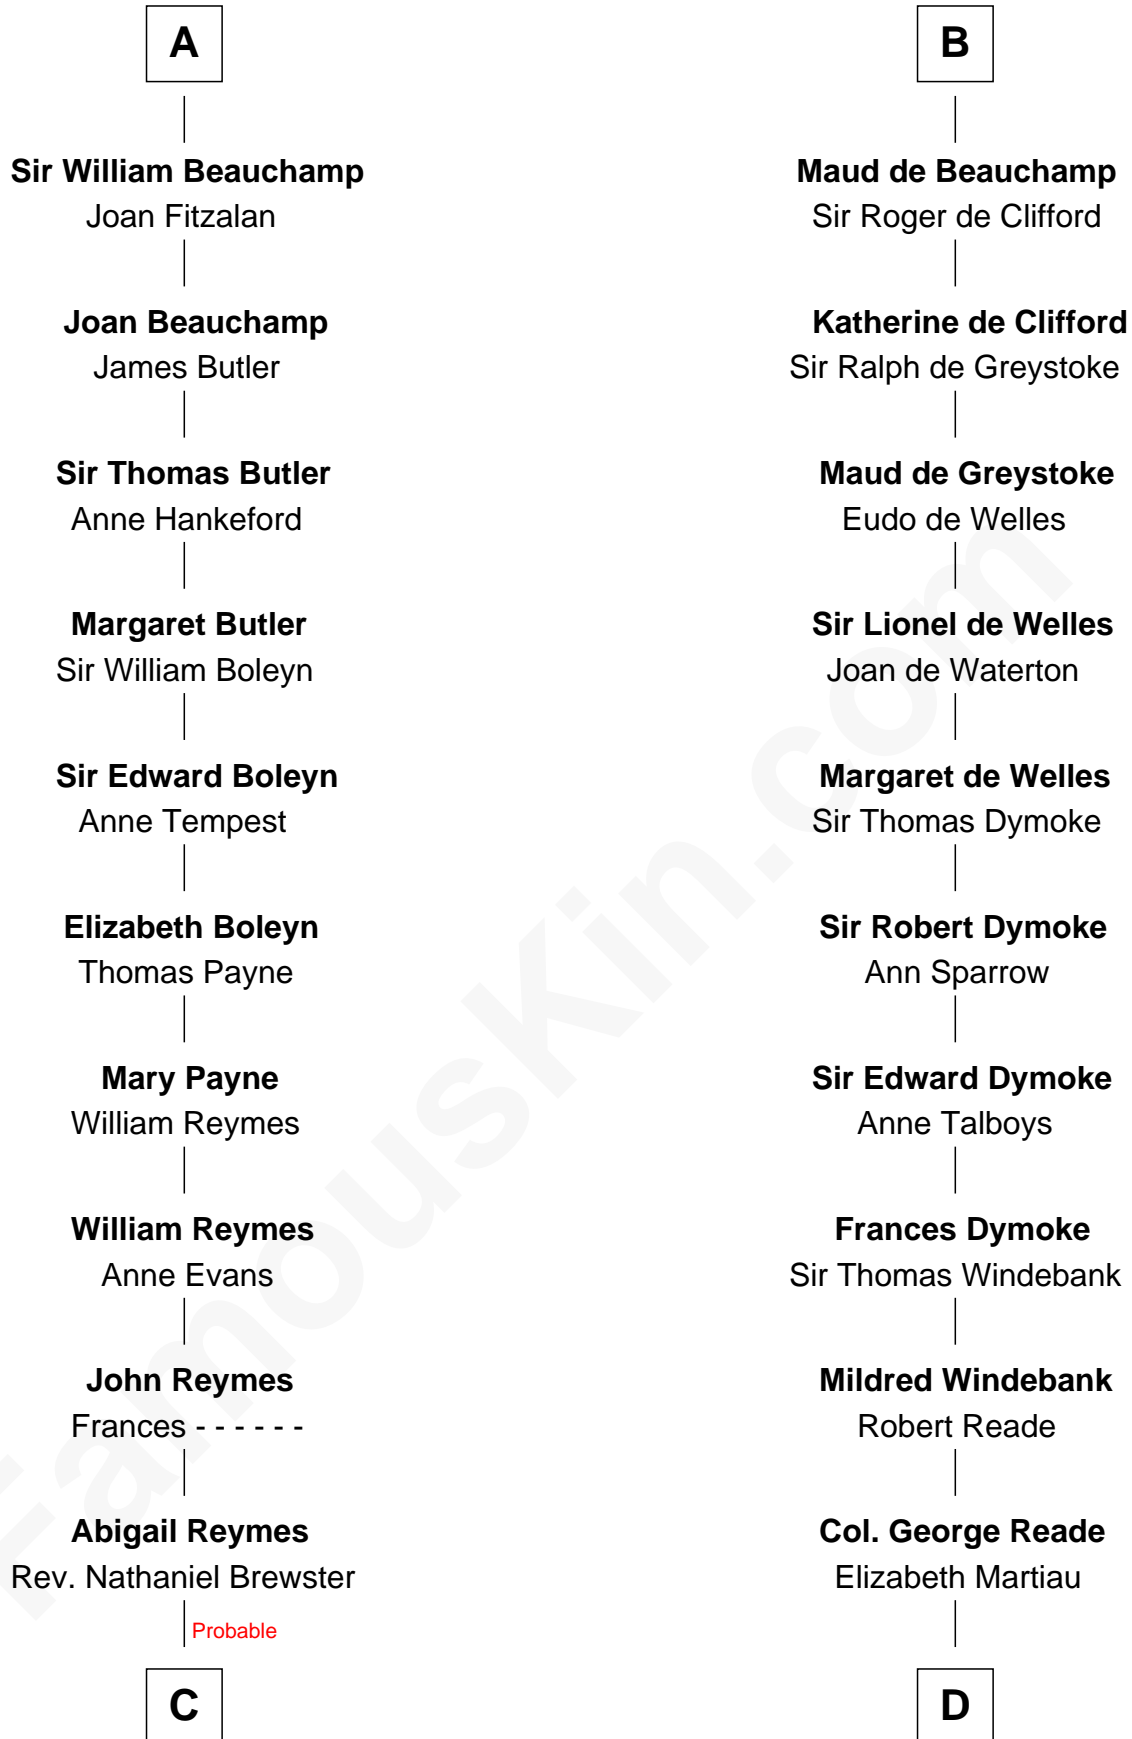 A
Sir William Beauchamp
Joan Fitzalan
Joan Beauchamp
James Butler
Sir Thomas Butler
Anne Hankeford
Margaret Butler
Sir William Boleyn
Sir Edward Boleyn
Anne Tempest
Elizabeth Boleyn
Thomas Payne
Mary Payne
William Reymes
William Reymes
Anne Evans
John Reymes
Frances - - - - - -
Abigail Reymes
Rev. Nathaniel Brewster
Probable
C
B
Maud de Beauchamp
Sir Roger de Clifford
Katherine de Clifford
Sir Ralph de Greystoke
Maud de Greystoke
Eudo de Welles
Sir Lionel de Welles
Joan de Waterton
Margaret de Welles
Sir Thomas Dymoke
Sir Robert Dymoke
Ann Sparrow
Sir Edward Dymoke
Anne Talboys
Frances Dymoke
Sir Thomas Windebank
Mildred Windebank
Robert Reade
Col. George Reade
Elizabeth Martiau
D
FamousKin.com